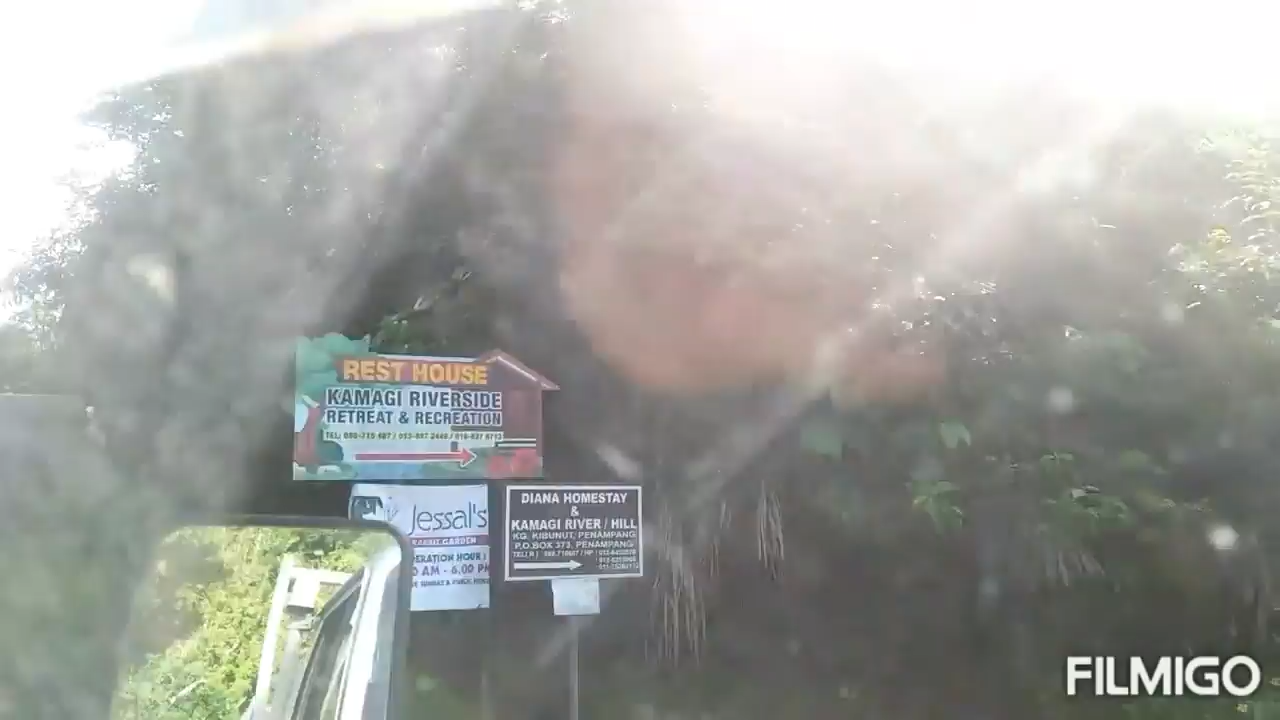 REST HOUSE
KAMAGI RIVERSIDE
RETREAT & RECREATION
Jessal's
GARDEN
ERATION HOUR :
AM - 6.00 PM
DIANA HOMESTAY
&
KAMAGI RIVER / HILL
KG. KIBUNUT, PENAMPANG
P.O.BOX 373, PENAMPANG
FILMIGO